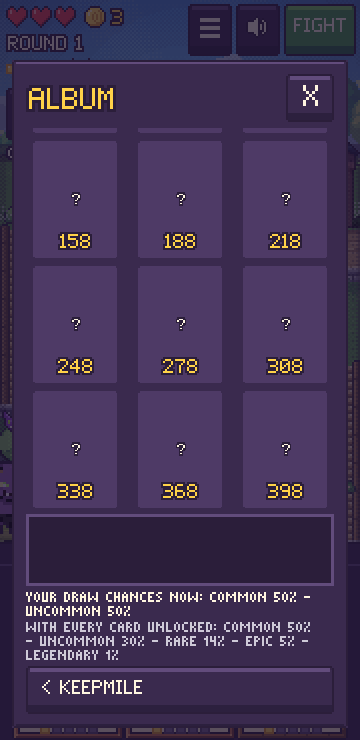 3
FIGHT
ROUND 1
ALBUM
X
? ? ?
158 188 218
? ? ?
248 278 308
? ? ?
338 368 398
YOUR DRAW CHANCES NOW: COMMON 50% -
UNCOMMON 50%
WITH EVERY CARD UNLOCKED: COMMON 50%
- UNCOMMON 30% - RARE 14% - EPIC 5% -
LEGENDARY 1%
< KEEPMILE